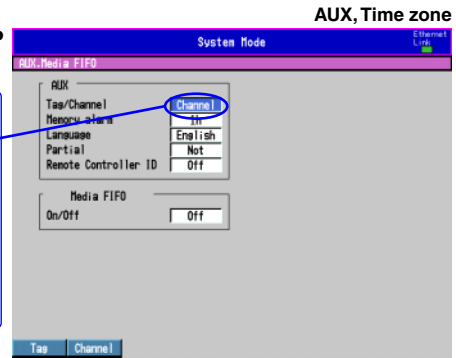 AUX, Time zone
System Mode
Ethernet
Link
AUX.Media FIFO
AUX
Tag/Channel Channel
Memory alarm 1h
Language English
Partial Not
Remote Controller ID Off
Media FIFO
On/Off Off
Tag Channel